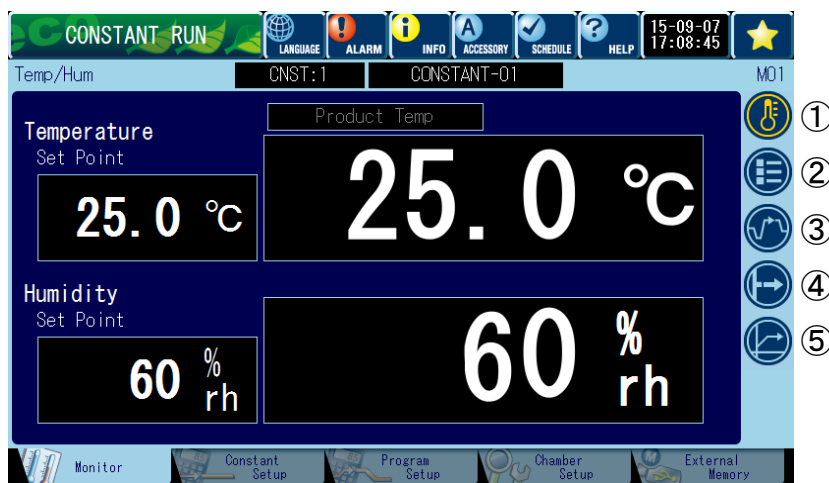 eco CONSTANT RUN LANGUAGE ALARM INFO A ACCESSORY SCHEDULE ? HELP 15-09-07
17:08:45
Temp/Hum CNST:1 CONSTANT-01 M01
Product Temp
Temperature
Set Point
25.0 ℃ 25.0 ℃
Humidity
Set Point
60 % rh 60 % rh
①
②
③
④
⑤
Monitor
Constant
Setup
Program
Setup
Chamber
Setup
External
Memory